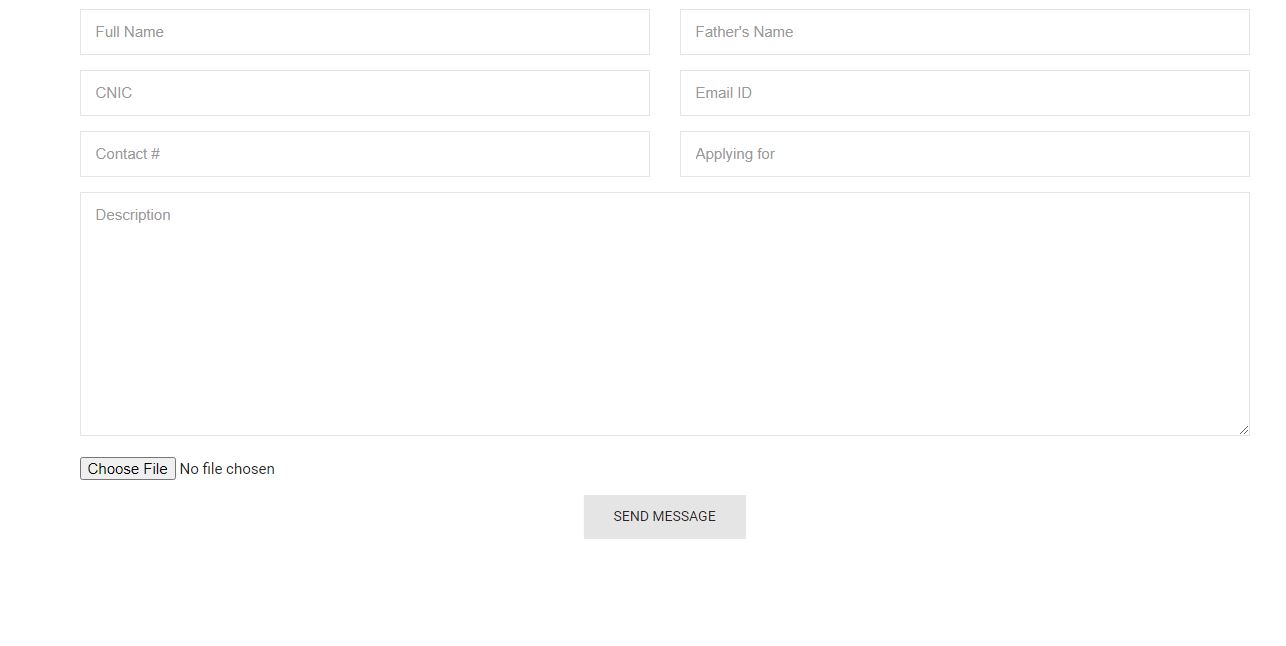 Full Name
Father's Name
CNIC
Email ID
Contact #
Applying for
Description
Choose File No file chosen
SEND MESSAGE